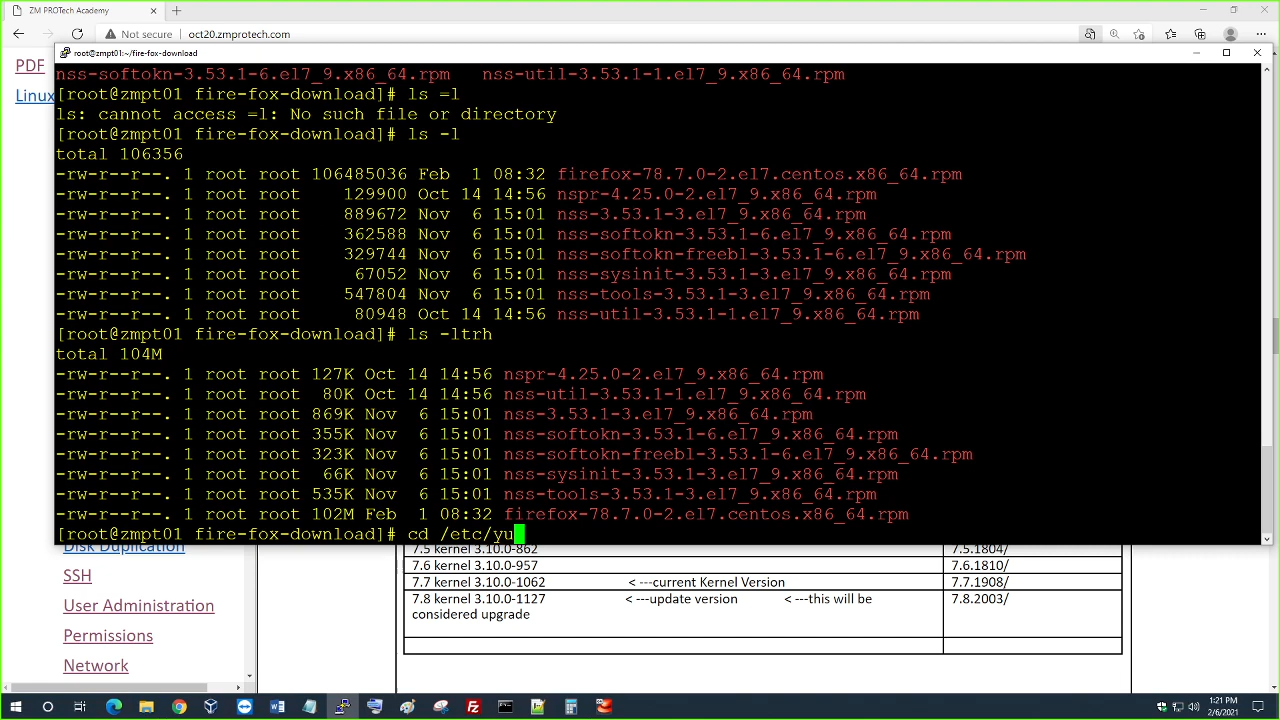 ZM PROTech Academy
Not secure
oct20.zmprotech.com
PDF
Linux
root@zmpt01:~/fire-fox-download
nss-softokn-3.53.1-6.el7_9.x86_64.rpm   nss-util-3.53.1-1.el7_9.x86_64.rpm
[root@zmpt01 fire-fox-download]# ls =l
ls: cannot access =l: No such file or directory
[root@zmpt01 fire-fox-download]# ls -l
total 106356
-rw-r--r--. 1 root root 106485036 Feb  1 08:32 firefox-78.7.0-2.el7.centos.x86_64.rpm
-rw-r--r--. 1 root root    129900 Oct 14 14:56 nspr-4.25.0-2.el7_9.x86_64.rpm
-rw-r--r--. 1 root root    889672 Nov  6 15:01 nss-3.53.1-3.el7_9.x86_64.rpm
-rw-r--r--. 1 root root    362588 Nov  6 15:01 nss-softokn-3.53.1-6.el7_9.x86_64.rpm
-rw-r--r--. 1 root root    329744 Nov  6 15:01 nss-softokn-freebl-3.53.1-6.el7_9.x86_64.rpm
-rw-r--r--. 1 root root     67052 Nov  6 15:01 nss-sysinit-3.53.1-3.el7_9.x86_64.rpm
-rw-r--r--. 1 root root    547804 Nov  6 15:01 nss-tools-3.53.1-3.el7_9.x86_64.rpm
-rw-r--r--. 1 root root     80948 Oct 14 14:56 nss-util-3.53.1-1.el7_9.x86_64.rpm
[root@zmpt01 fire-fox-download]# ls -ltrh
total 104M
-rw-r--r--. 1 root root 127K Oct 14 14:56 nspr-4.25.0-2.el7_9.x86_64.rpm
-rw-r--r--. 1 root root  80K Oct 14 14:56 nss-util-3.53.1-1.el7_9.x86_64.rpm
-rw-r--r--. 1 root root 869K Nov  6 15:01 nss-3.53.1-3.el7_9.x86_64.rpm
-rw-r--r--. 1 root root 355K Nov  6 15:01 nss-softokn-3.53.1-6.el7_9.x86_64.rpm
-rw-r--r--. 1 root root 323K Nov  6 15:01 nss-softokn-freebl-3.53.1-6.el7_9.x86_64.rpm
-rw-r--r--. 1 root root  66K Nov  6 15:01 nss-sysinit-3.53.1-3.el7_9.x86_64.rpm
-rw-r--r--. 1 root root 535K Nov  6 15:01 nss-tools-3.53.1-3.el7_9.x86_64.rpm
-rw-r--r--. 1 root root 102M Feb  1 08:32 firefox-78.7.0-2.el7.centos.x86_64.rpm
[root@zmpt01 fire-fox-download]# cd /etc/yu
Disk Duplication
SSH
User Administration
Permissions
Network
7.5 kernel 3.10.0-862 7.5.1804/
7.6 kernel 3.10.0-957 7.6.1810/
7.7 kernel 3.10.0-1062 < ---current Kernel Version 7.7.1908/
7.8 kernel 3.10.0-1127 < ---update version < ---this will be 7.8.2003/
considered upgrade
1:21 PM
2/6/2021